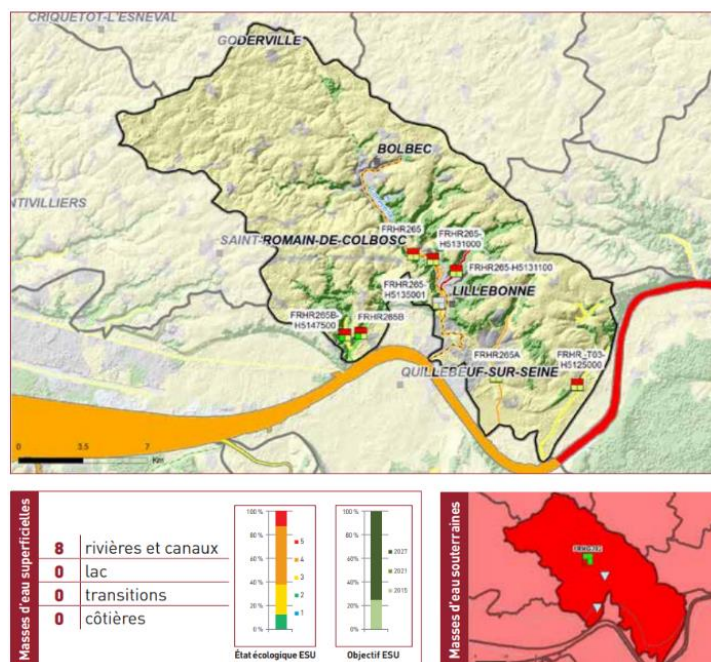 CRIQUETOT-L'ESNEVAL
GODERVILLE
BOLBEC
NTIVILLIERS
SAINT-ROMAIN-DE-COLBOSC
FRHR265
FRHR265-
H5131000
FRHR265-H5131100
FRHR265-
H5135001
LILLEBONNE
FRHR265B-
H5147500
FRHR265B
FRHR265A
FRHR_T03-
H5125000
QUILLEBEUF-SUR-SEINE
0 3.5 7
Km
Masses d'eau superficielles
8 rivières et canaux
0 lac
0 transitions
0 côtières
100 %
80 %
60 %
40 %
20 %
0 %
5
4
3
2
1
État écologique ESU
100 %
80 %
60 %
40 %
20 %
0 %
2027
2021
2015
Objectif ESU
Masses d'eau souterraines